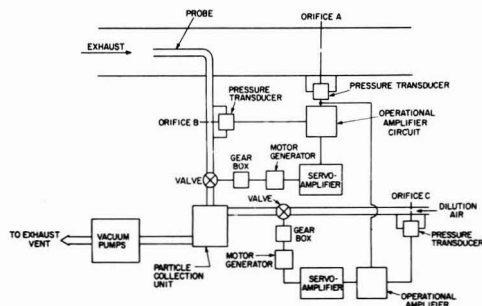 PROBE
ORIFICE A
EXHAUST
PRESSURE TRANSDUCER
PRESSURE
TRANSDUCER
ORIFICE B
OPERATIONAL
AMPLIFIER
CIRCUIT
MOTOR
GENERATOR
GEAR
BOX
SERVO-
AMPLIFIER
VALVE
VALVE
ORIFICE C
DILUTION
AIR
GEAR
BOX
TO EXHAUST
VENT
VACUUM
PUMPS
PRESSURE
TRANSDUCER
MOTOR
GENERATOR
PARTICLE
COLLECTION
UNIT
SERVO-
AMPLIFIER
OPERATIONAL
AMPLIFIER